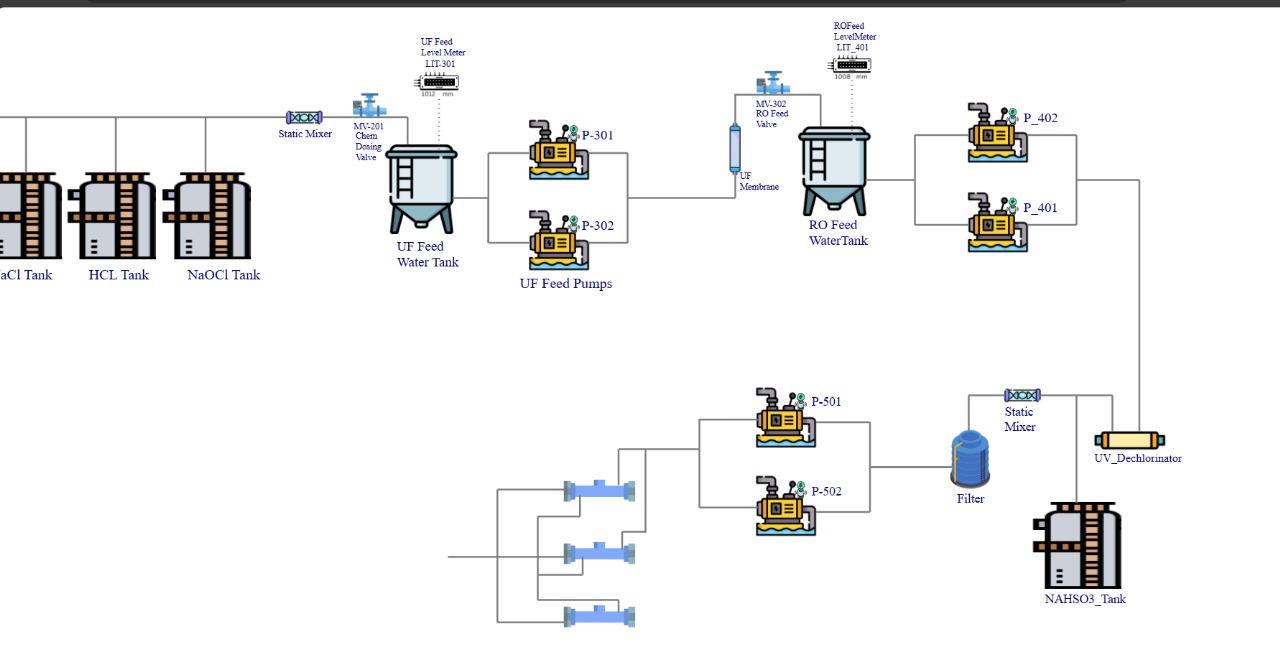 UF Feed
Level Meter
LIT-301
1012 mm
ROFeed
LevelMeter
LIT_401
1008 mm
Static Mixer
MV-201
Chem
Dosing
Valve
P-301
P-302
UF Feed
Water Tank
UF Feed Pumps
MV-302
RO Feed
Valve
UF
Membrane
RO Feed
WaterTank
P_402
P_401
aCl Tank
HCL Tank
NaOCl Tank
P-501
P-502
Static
Mixer
UV_Dechlorinator
Filter
NAHSO3_Tank